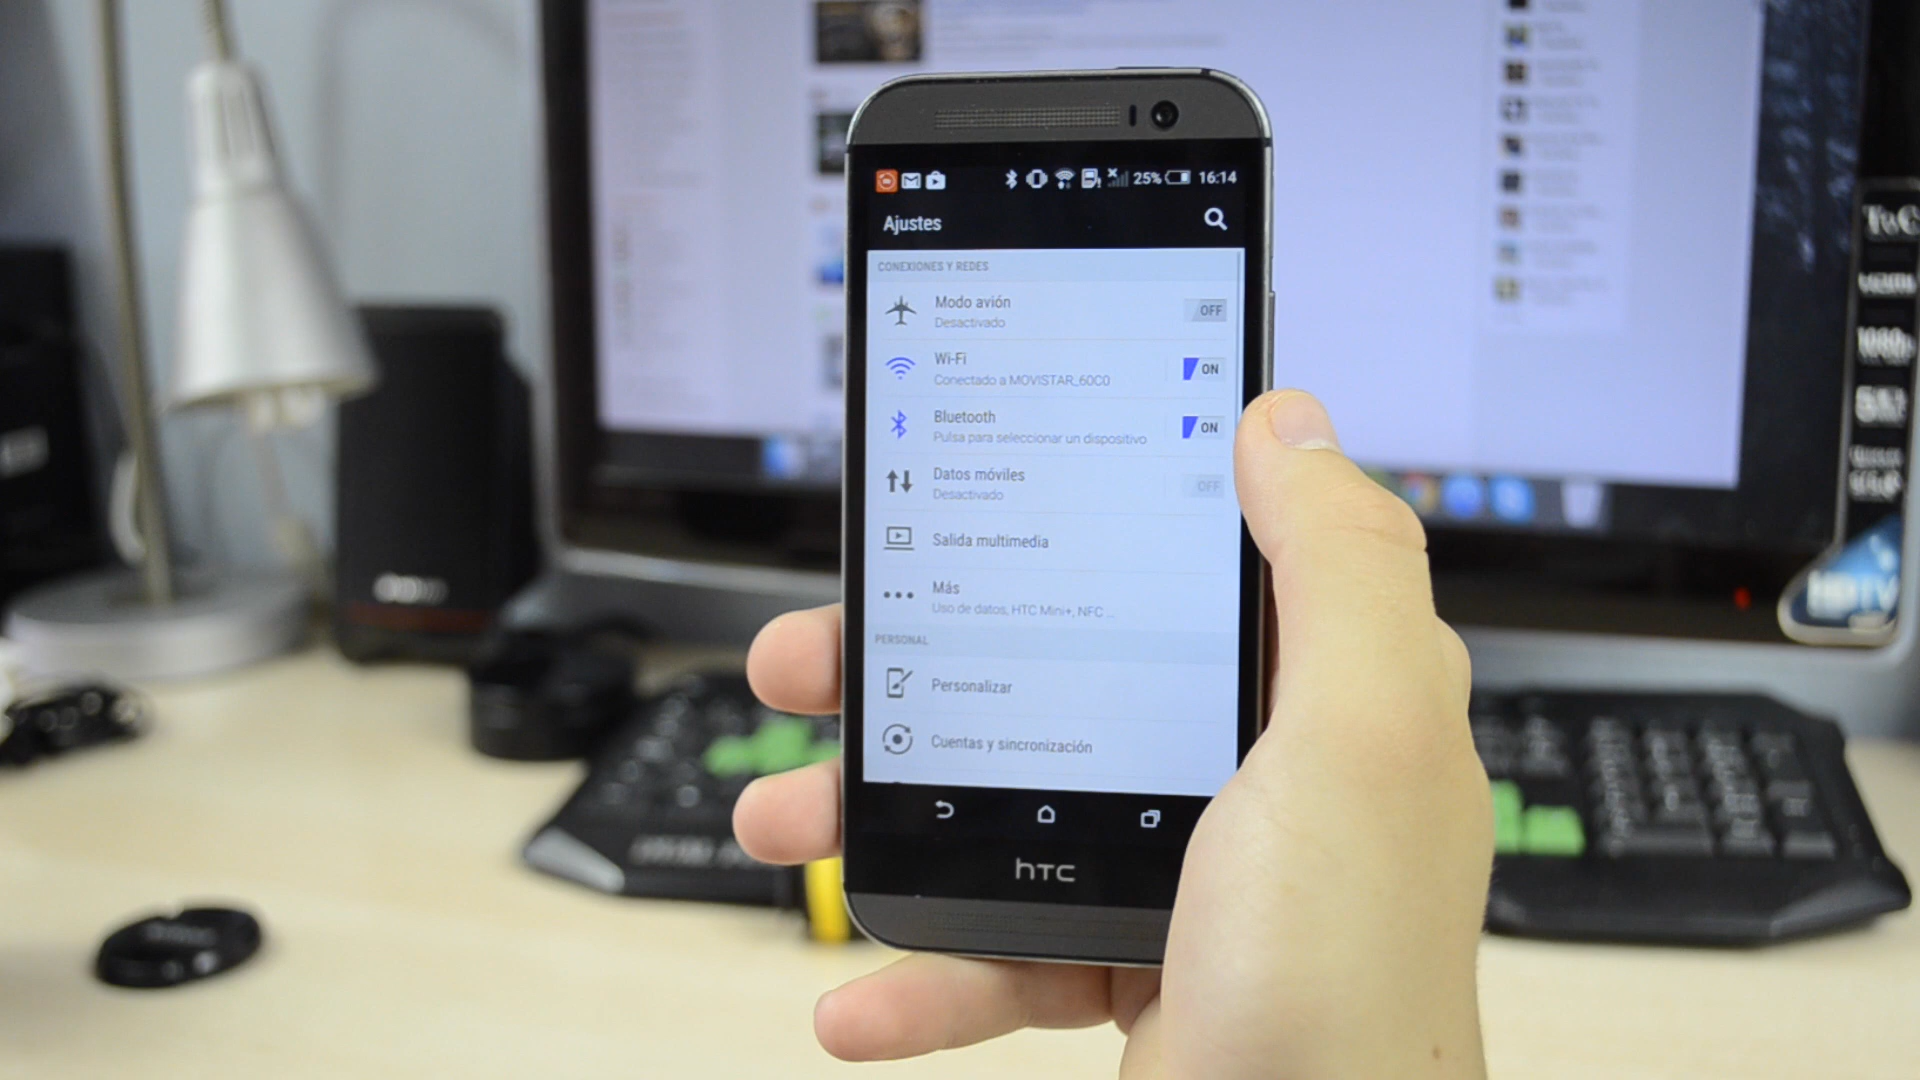 25% 16:14
Ajustes
CONEXIONES Y REDES
Modo avión
Desactivado
OFF
Wi-Fi
Conectado a MOVISTAR_60C0
ON
Bluetooth
Pulsa para seleccionar un dispositivo
ON
Datos móviles
Desactivado
OFF
Salida multimedia
Más
Uso de datos, HTC Mini+, NFC ...
PERSONAL
Personalizar
Cuentas y sincronización
hTC
1080p
HDTV